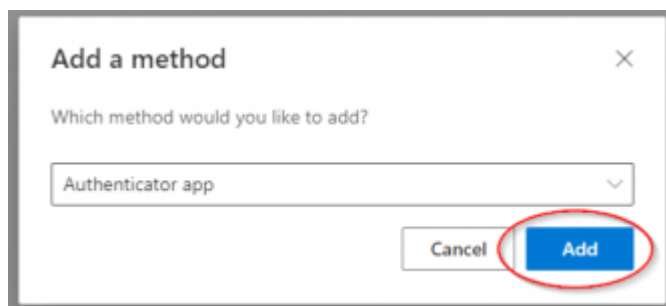 Add a method
Which method would you like to add?
Authenticator app
Cancel
Add